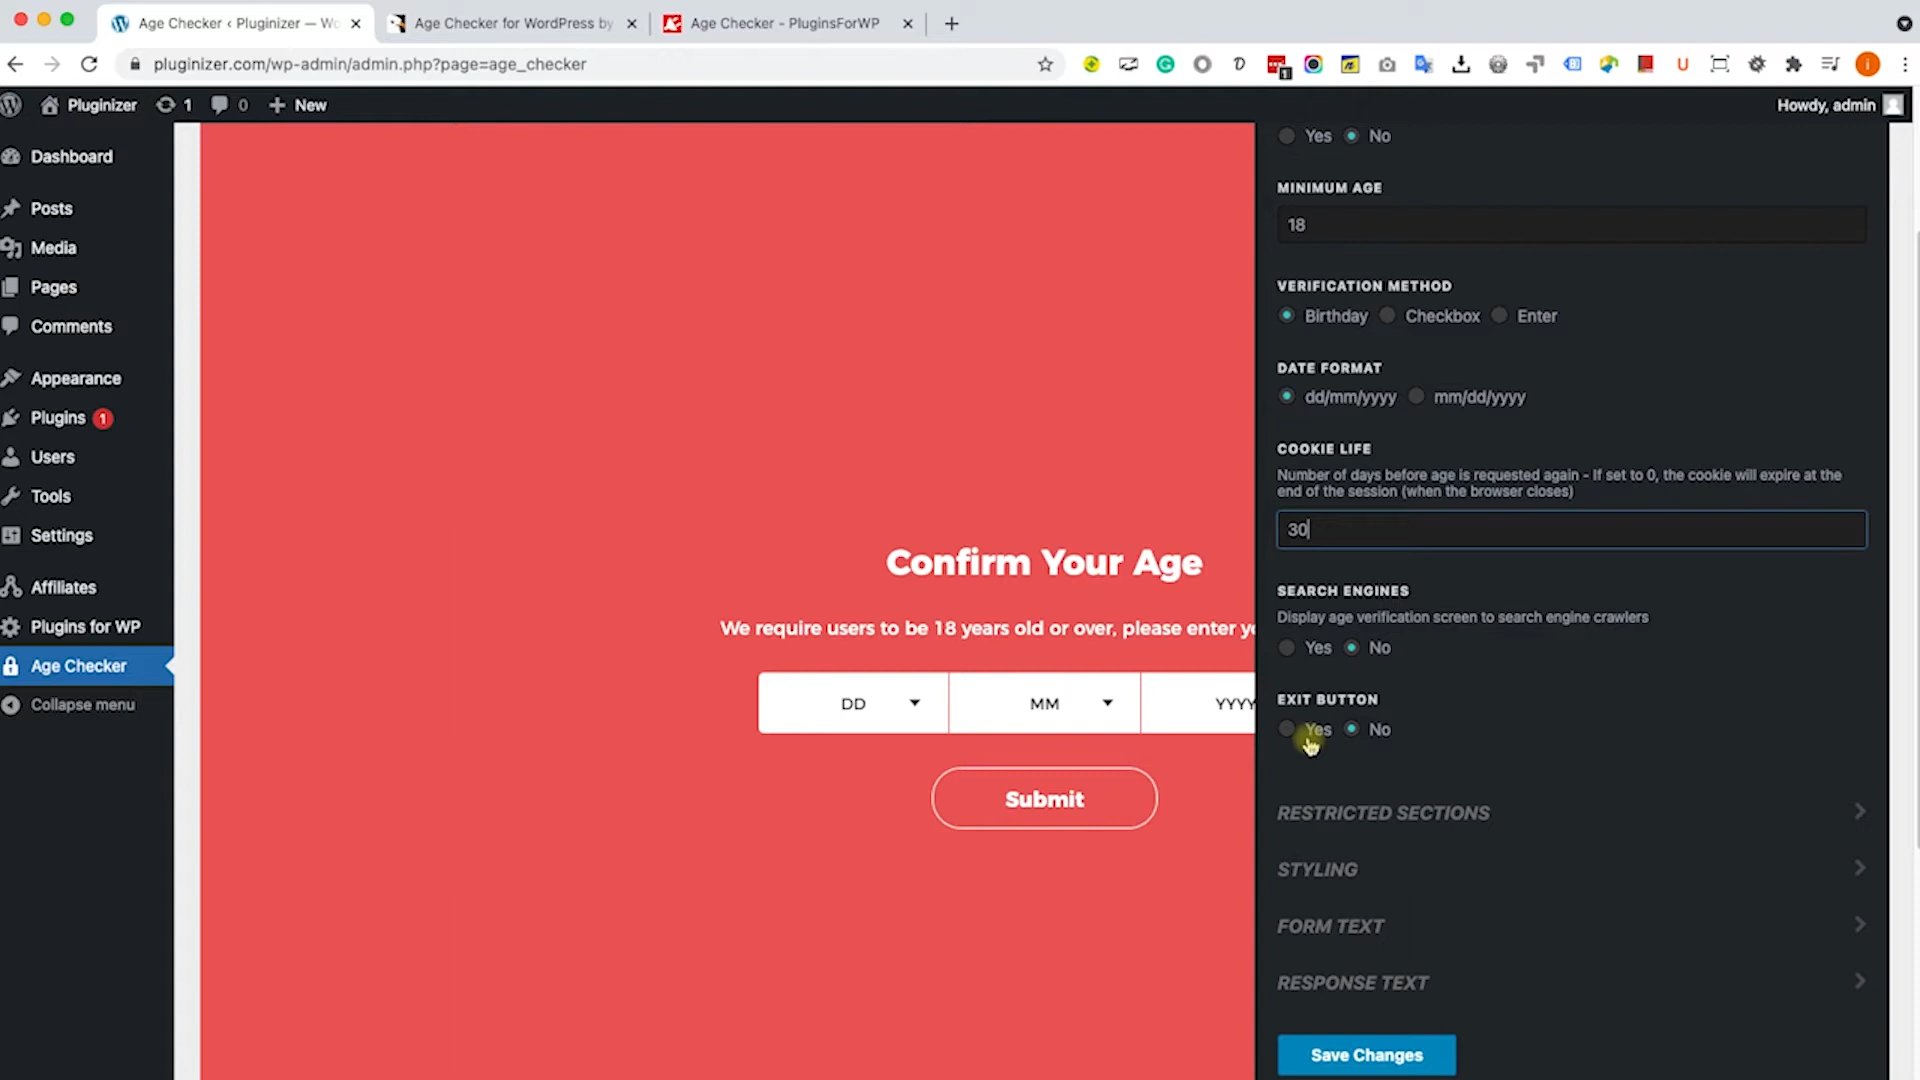 Age Checker ‹ Pluginizer — Wo
Age Checker for WordPress by
Age Checker - PluginsForWP
pluginizer.com/wp-admin/admin.php?page=age_checker
1
Pluginizer 1 0 New
Howdy, admin
Dashboard
Posts
Media
Pages
Comments
Appearance
Plugins 1
Users
Tools
Settings
Affiliates
Plugins for WP
Age Checker
Collapse menu
Confirm Your Age
We require users to be 18 years old or over, please enter yo
DD MM YYYY
Submit
Yes No
MINIMUM AGE
18
VERIFICATION METHOD
Birthday Checkbox Enter
DATE FORMAT
dd/mm/yyyy mm/dd/yyyy
COOKIE LIFE
Number of days before age is requested again - If set to 0, the cookie will expire at the
end of the session (when the browser closes)
30
SEARCH ENGINES
Display age verification screen to search engine crawlers
Yes No
EXIT BUTTON
Yes No
RESTRICTED SECTIONS
STYLING
FORM TEXT
RESPONSE TEXT
Save Changes